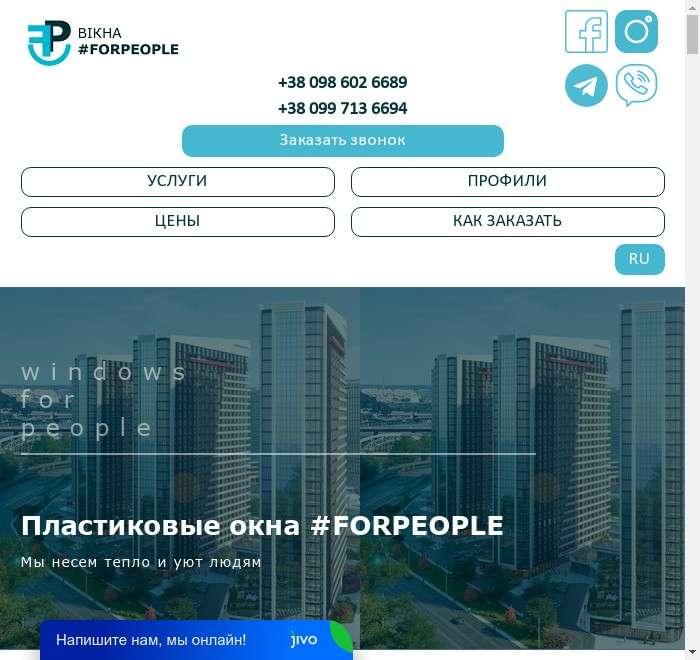 ВІКНА
#FORPEOPLE
+38 098 602 6689
+38 099 713 6694
Заказать звонок
УСЛУГИ
ПРОФИЛИ
ЦЕНЫ
КАК ЗАКАЗАТЬ
RU
windows
for
people
Пластиковые окна #FORPEOPLE
Мы несем тепло и уют людям
Напишите нам, мы онлайн!
jivo